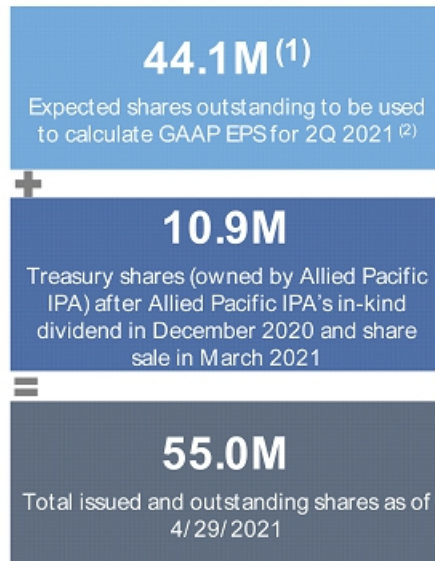 44.1M (1)
Expected shares outstanding to be used
to calculate GAAP EPS for 2Q 2021 (2)
+
10.9M
Treasury shares (owned by Allied Pacific
IPA) after Allied Pacific IPA's in-kind
dividend in December 2020 and share
sale in March 2021
=
55.0M
Total issued and outstanding shares as of
4/29/2021